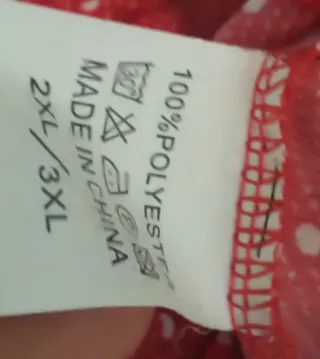 100%POLYESTER
MADE IN CHINA
2XL/3XL